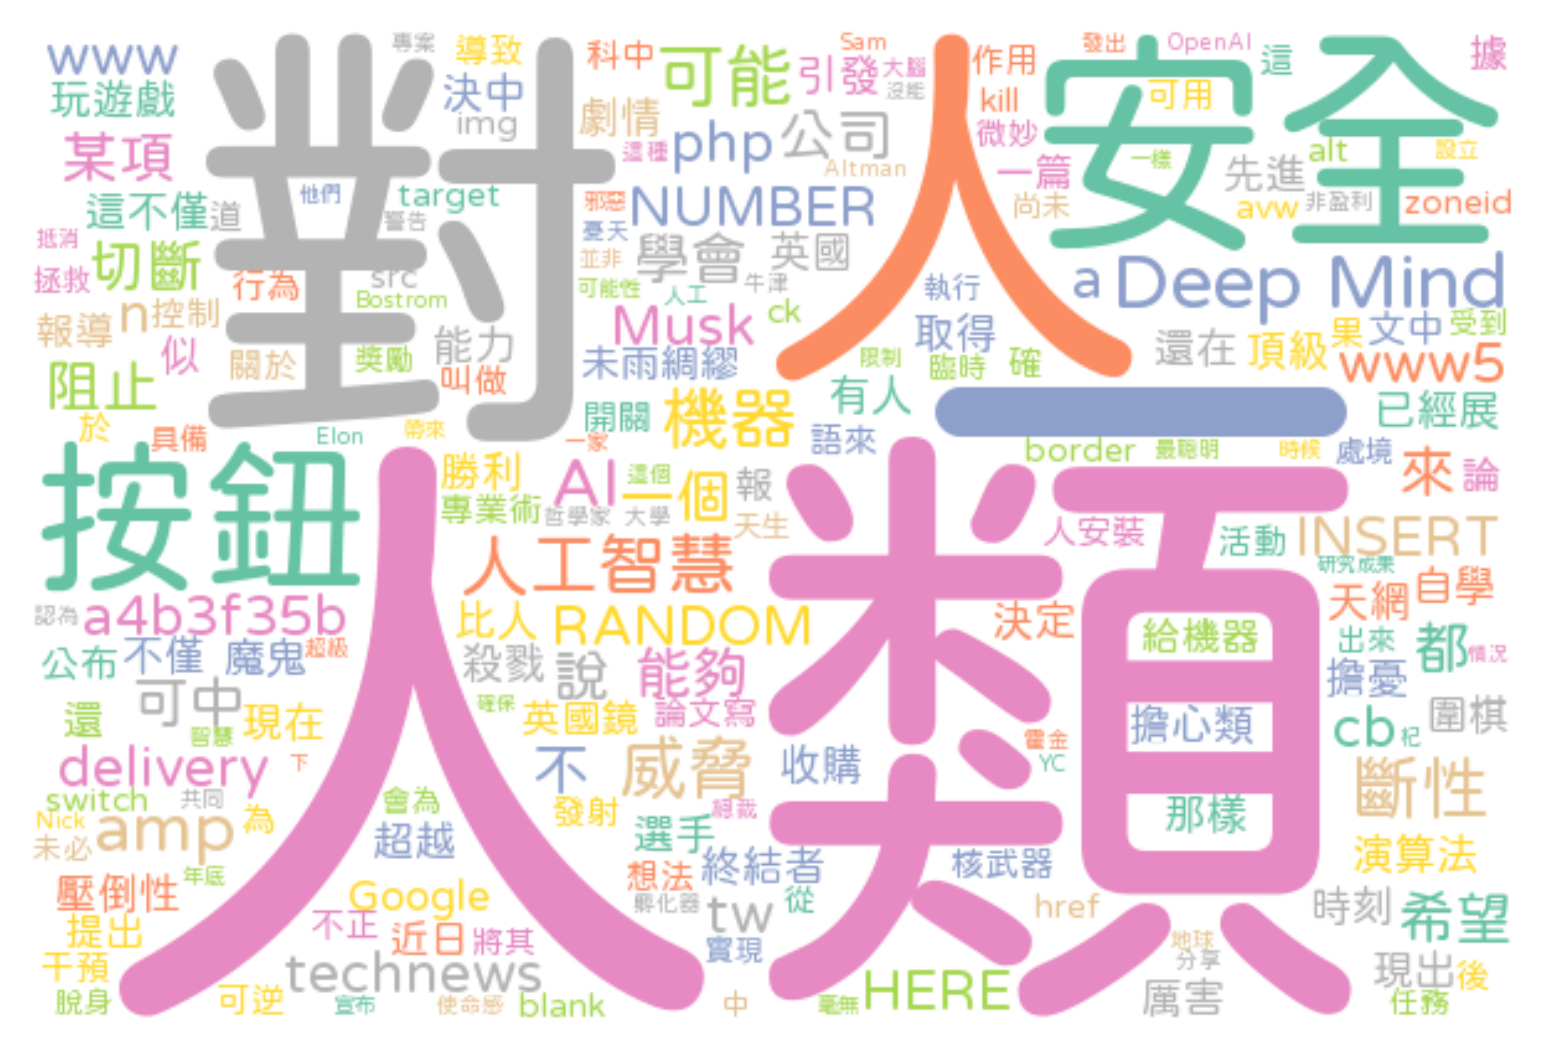 www
玩遊戲
某項
這不僅
道
抵消
拯救
切斷
報導
n
控制
似
阻止
於
具備
對
專案
導致
決中
img
target
他們
警告
行為
src
Bostrom
關於
獎勵
能力
叫做
Elon
帶來
科中
可能
引發
大腦
沒能
Sam
劇情
這種
php
公司
Altman
邪惡
NUMBER
憂天
並非
學會
英國
可能性
人工
牛津
Musk
ck
未雨綢繆
開關
機器
一家
有人
語來
人
作用
kill
微妙
一篇
尚未
發出
OpenAI
這
據
安全
可用
一樣
先進
alt
設立
avw
非盈利
zoneid
a
Deep Mind
執行
取得
限制
臨時
確
還在
頂級
果
文中
受到
www5
已經展
一
border
最聰明
時候
處境
來
論
按鈕
勝利
專業術
AI
這個
一個
報
哲學家
大學
天生
人工智慧
認為
a4b3f35b
比人
RANDOM
公布
不僅
魔鬼
超級
殺戮
說
能夠
可中
還
智慧
現在
確保
英國鏡
論文寫
delivery
下
不
威脅
收購
switch
共同
Nick
amp
為
會為
未必
超越
發射
總裁
選手
年底
壓倒性
Google
想法
終結者
孵化器
tw
從
提出
不正
近日
將其
實現
干預
technews
脫身
可逆
宣布
使命感
blank
中
毫無
HERE
人類
人安裝
活動
INSERT
研究成果
天網
自學
決定
給機器
出來
都
情況
擔憂
擔心類
霍金
YC
cb
杞
圍棋
那樣
斷性
核武器
演算法
href
時刻
希望
地球
分享
厲害
現出
後
任務